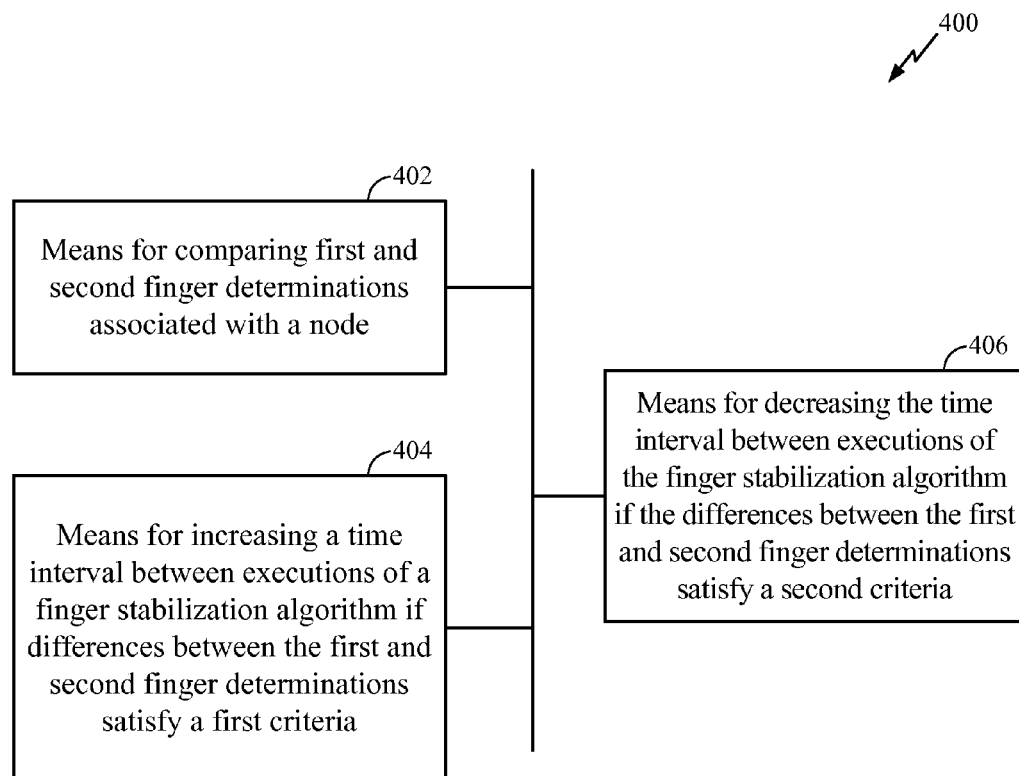 400
402
Means for comparing first and
second finger determinations
associated with a node
404
Means for increasing a time
interval between executions of a
finger stabilization algorithm if
differences between the first and
second finger determinations
satisfy a first criteria
406
Means for decreasing the time
interval between executions of
the finger stabilization algorithm
if the differences between the first
and second finger determinations
satisfy a second criteria